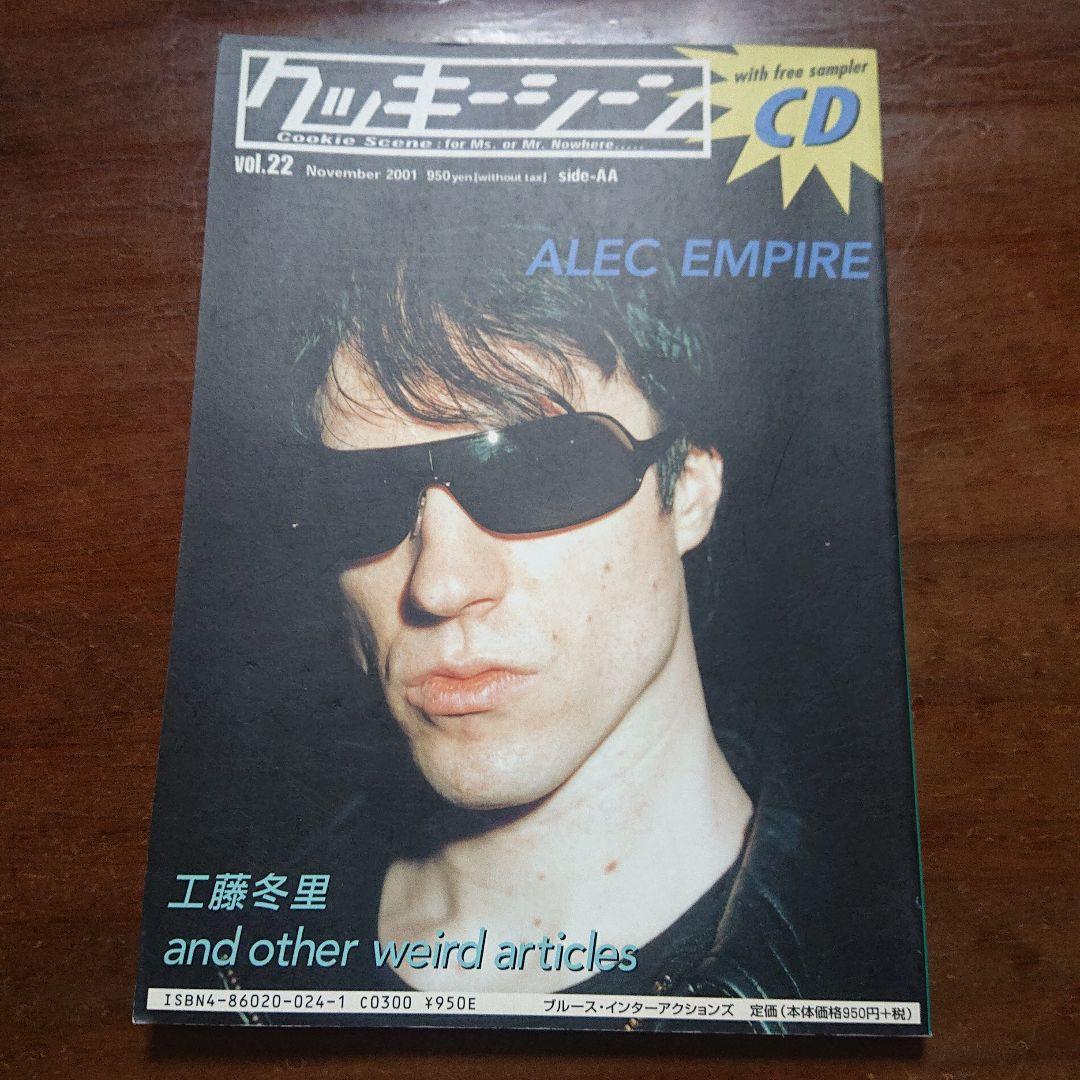 クッキーシーン
Cookie Scene : for Ms. or Mr. Nowhere.....
with free sampler
CD
vol.22 November 2001 950yen[without tax] side-AA
ALEC EMPIRE
工藤冬里
and other weird articles
ISBN4-86020-024-1 C0300 ¥950E ブルース・インターアクションズ 定価(本体価格950円+税)